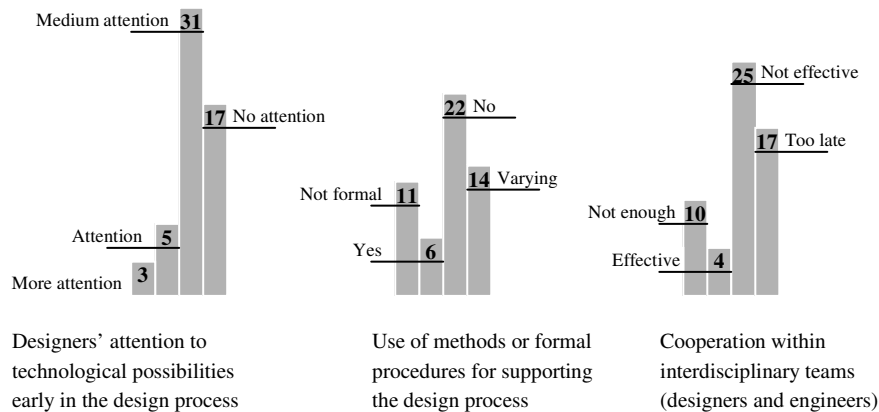 Medium attention 31
17 No attention
Attention 5
More attention 3
22 No
14 Varying
Not formal 11
Yes 6
25 Not effective
17 Too late
Not enough 10
Effective 4
Designers’ attention to
technological possibilities
early in the design process
Use of methods or formal
procedures for supporting
the design process
Cooperation within
interdisciplinary teams
(designers and engineers)